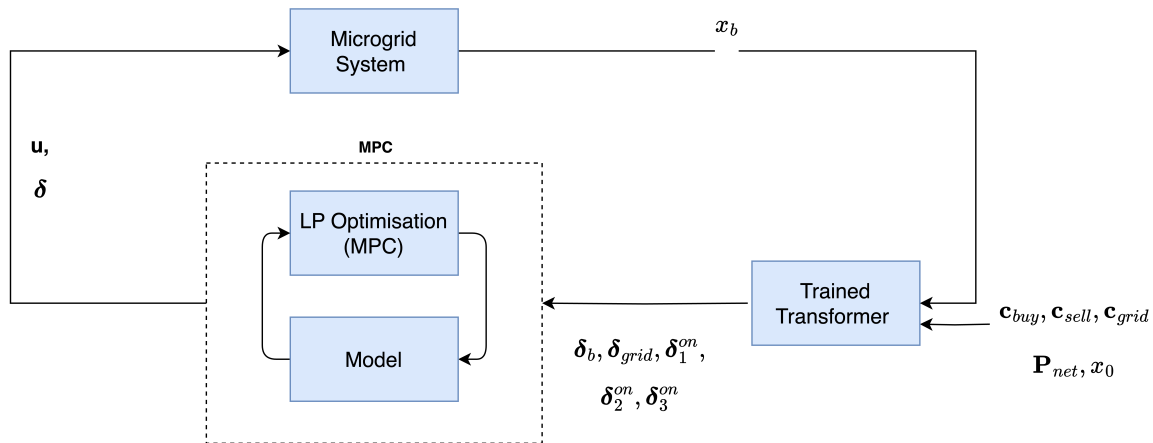 Microgrid
System
x_b
u,
δ
MPC
LP Optimisation
(MPC)
Model
Trained
Transformer
c_buy, c_sell, c_grid
P_net, x_0
δ_b, δ_grid, δ_1^on,
δ_2^on, δ_3^on